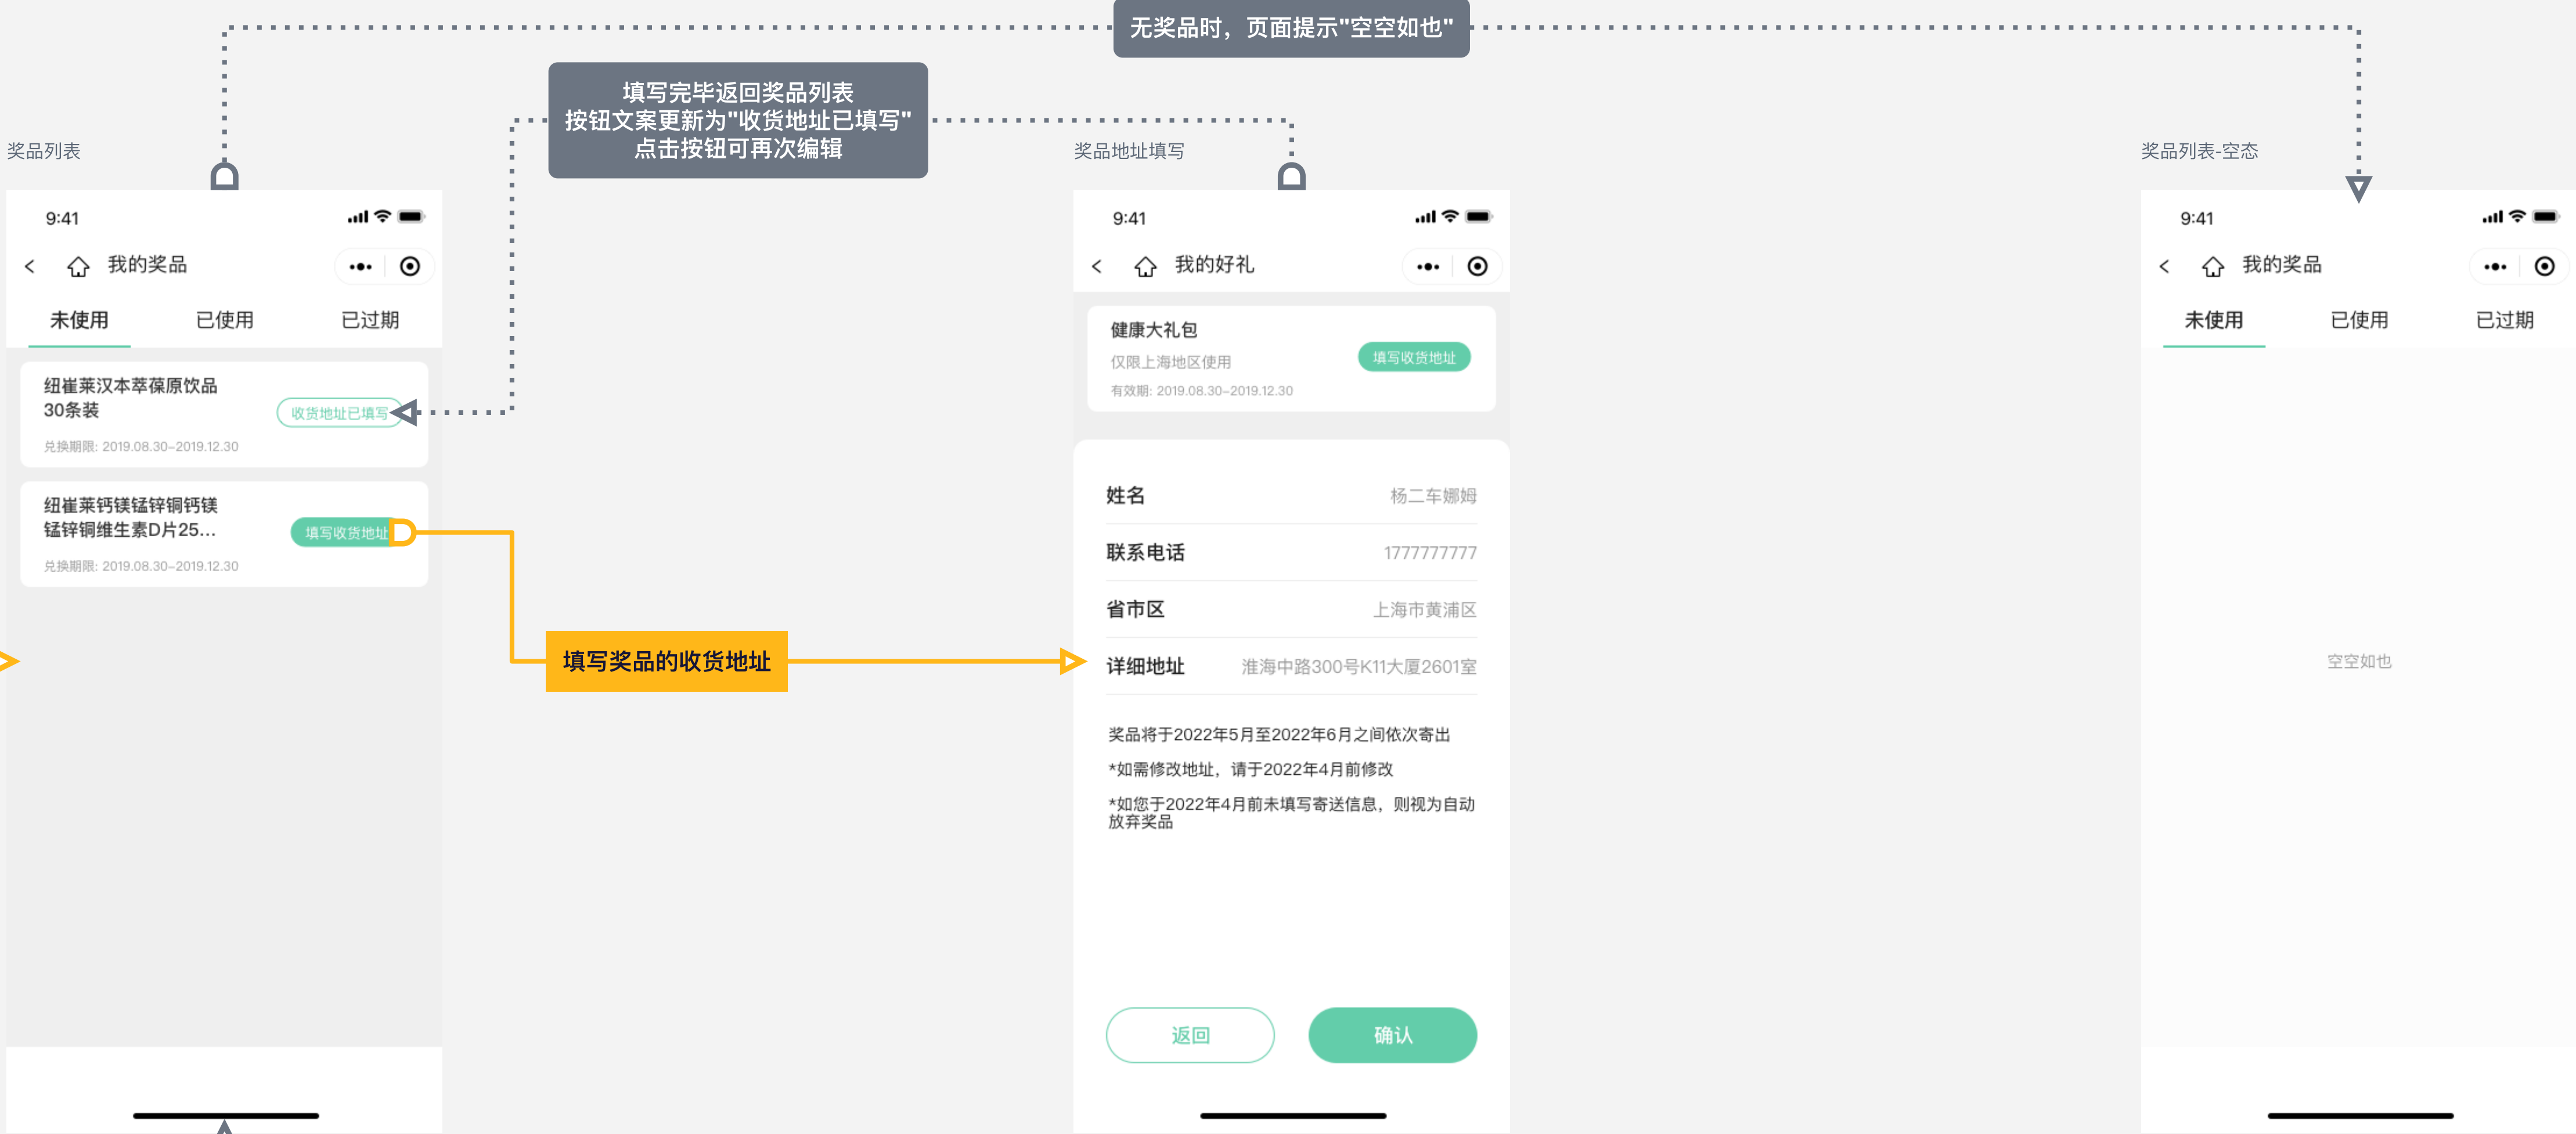 无奖品时，页面提示"空空如也"
填写完毕返回奖品列表
按钮文案更新为"收货地址已填写"
点击按钮可再次编辑
奖品列表
9:41
我的奖品
未使用 已使用 已过期
纽崔莱汉本萃葆原饮品
30条装
收货地址已填写
兑换期限: 2019.08.30-2019.12.30
纽崔莱钙镁锰锌铜钙镁
锰锌铜维生素D片25...
填写收货地址
兑换期限: 2019.08.30-2019.12.30
填写奖品的收货地址
奖品地址填写
9:41
我的好礼
健康大礼包
仅限上海地区使用
填写收货地址
有效期: 2019.08.30-2019.12.30
姓名 杨二车娜姆
联系电话 1777777777
省市区 上海市黄浦区
详细地址 淮海中路300号K11大厦2601室
奖品将于2022年5月至2022年6月之间依次寄出
*如需修改地址，请于2022年4月前修改
*如您于2022年4月前未填写寄送信息，则视为自动
放弃奖品
返回 确认
奖品列表-空态
9:41
我的奖品
未使用 已使用 已过期
空空如也